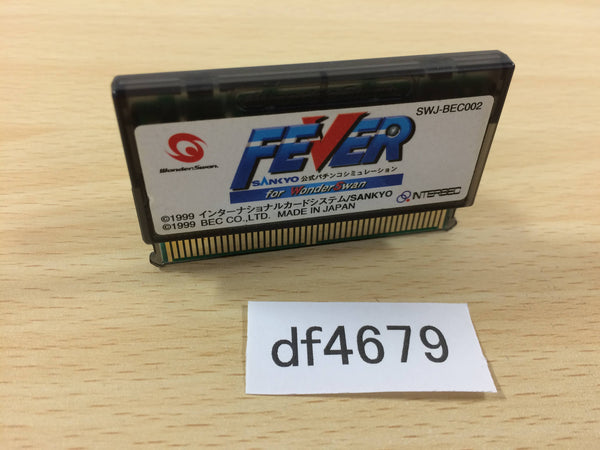 SWJ-BEC002
WonderSwan
FEVER
SANKYO 公式パチンコシミュレーション
for WonderSwan
©1999 インターナショナルカードシステム/SANKYO
©1999 BEC CO.,LTD. MADE IN JAPAN
INTERBEC
df4679